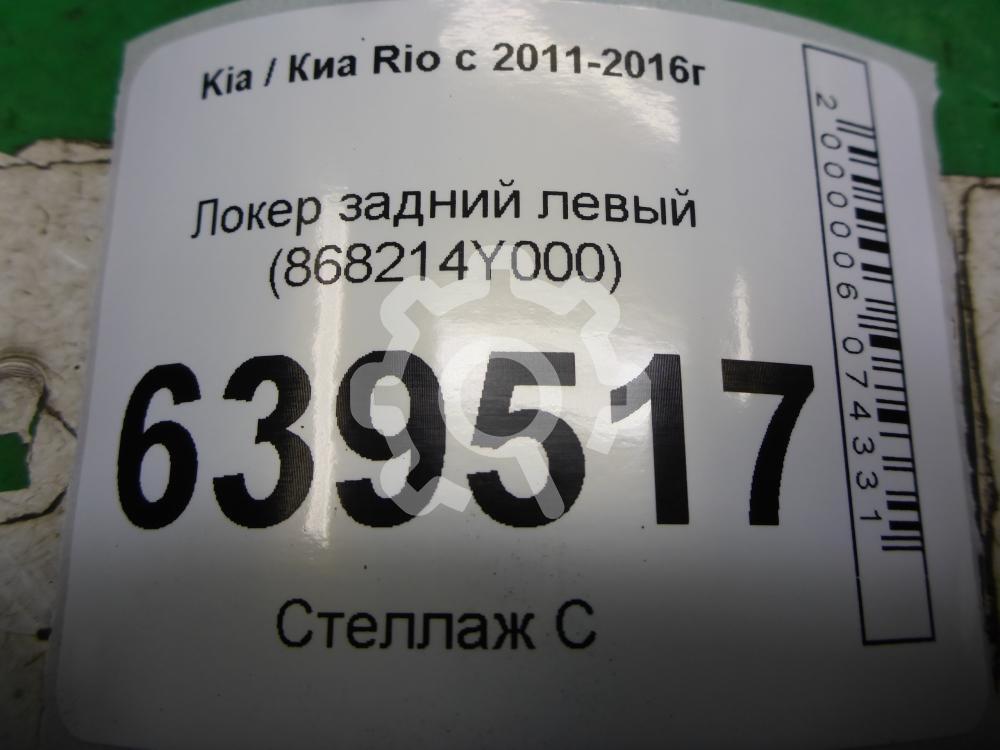 Kia / Киа Rio с 2011-2016г
Локер задний левый
(868214Y000)
639517
Стеллаж С
2000006074331